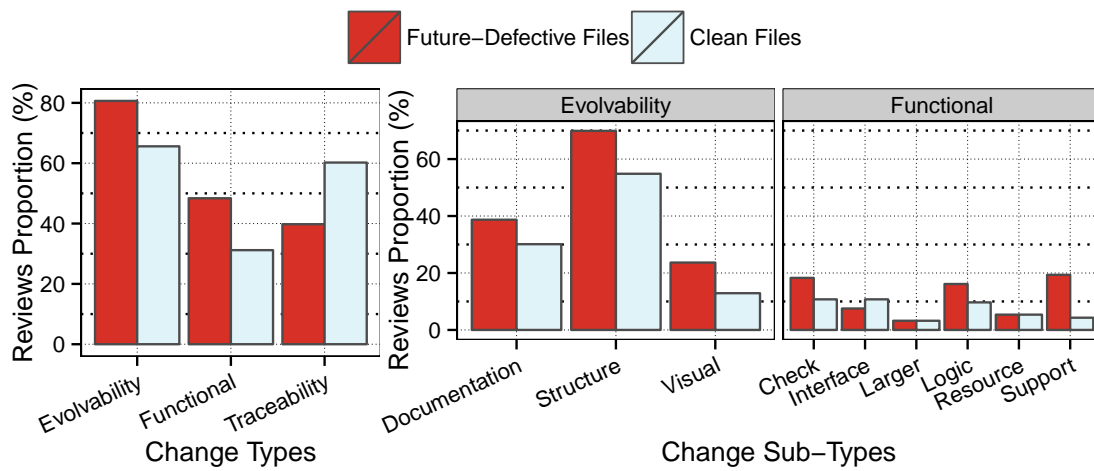 Future−Defective Files Clean Files
Reviews Proportion (%)
80
60
40
20
0
Evolvability
Functional
Traceability
Change Types
Reviews Proportion (%)
Evolvability Functional
60
40
20
0
Documentation
Structure
Visual
Check
Interface
Larger
Logic
Resource
Support
Change Sub−Types